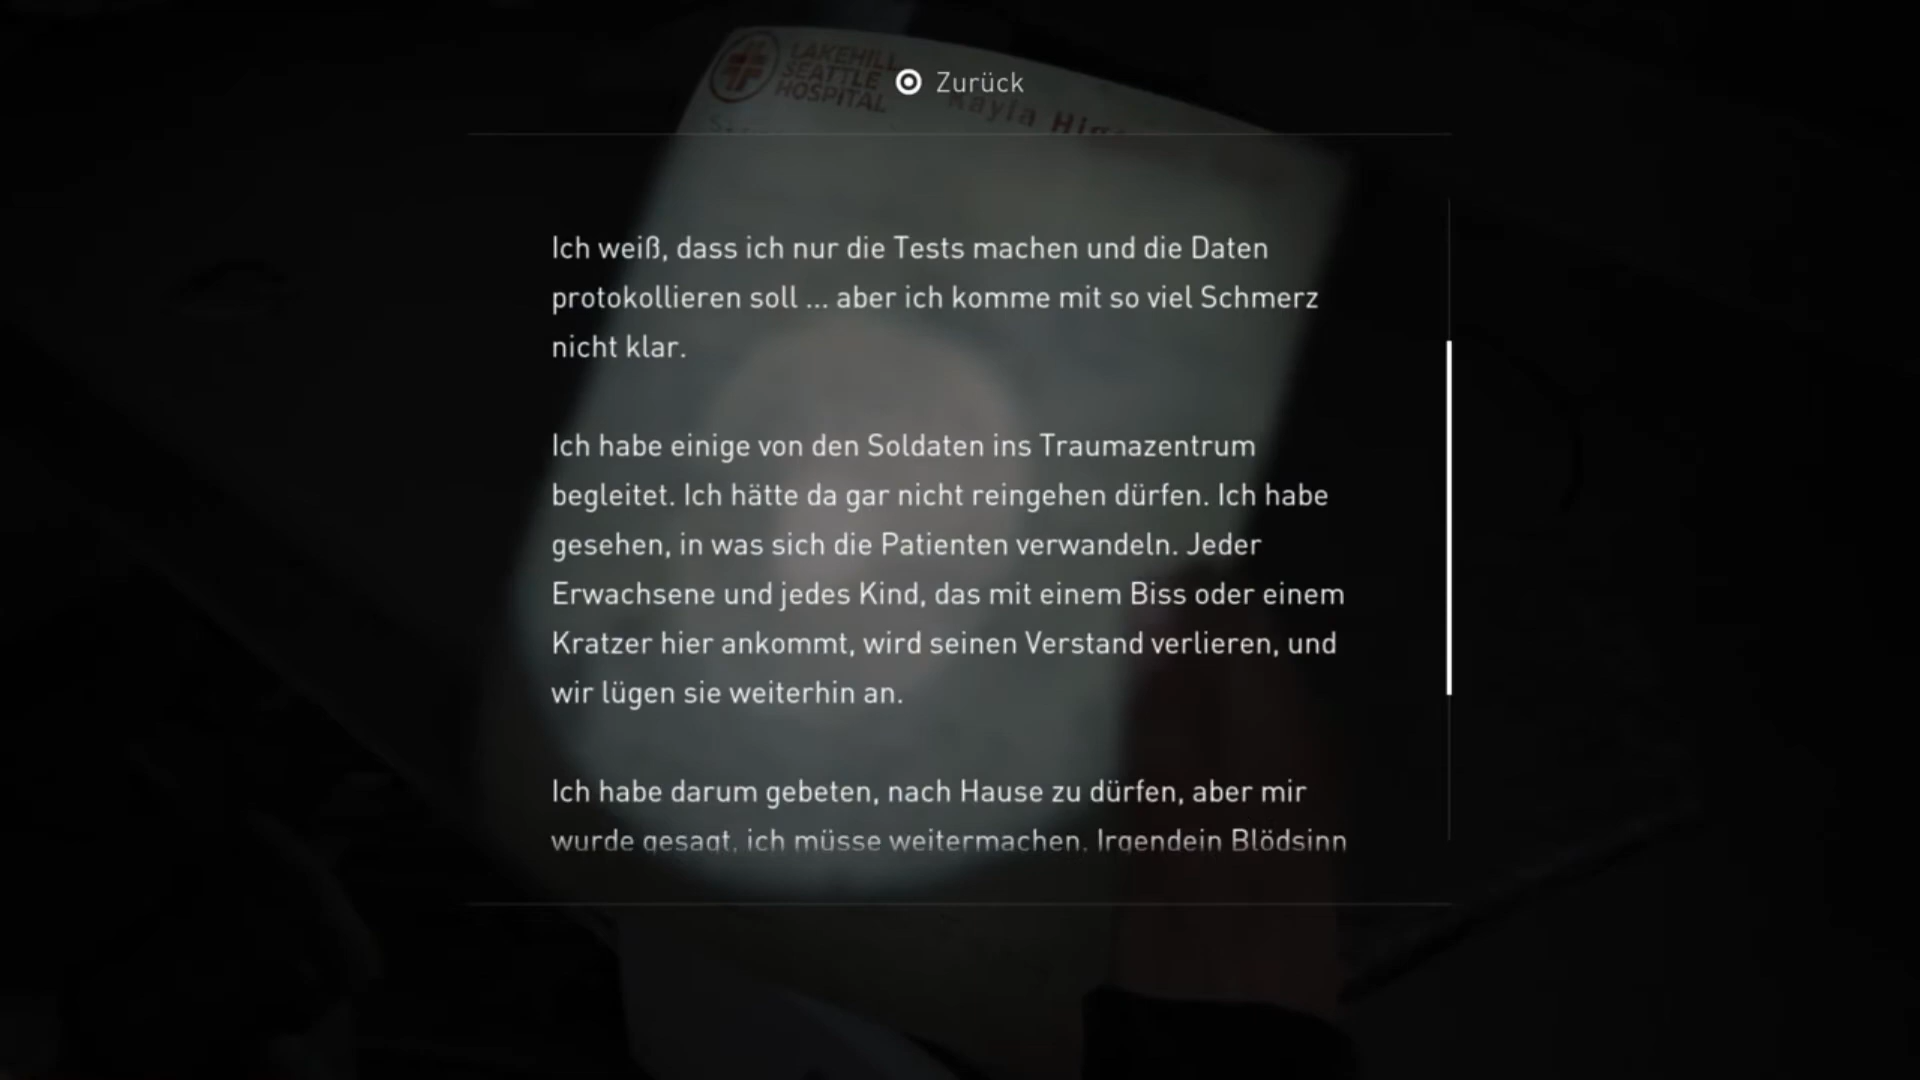 LAKEHILL
SEATTLE
HOSPITAL
Zurück
Kayla
Ich weiß, dass ich nur die Tests machen und die Daten
protokollieren soll ... aber ich komme mit so viel Schmerz
nicht klar.
Ich habe einige von den Soldaten ins Traumazentrum
begleitet. Ich hätte da gar nicht reingehen dürfen. Ich habe
gesehen, in was sich die Patienten verwandeln. Jeder
Erwachsene und jedes Kind, das mit einem Biss oder einem
Kratzer hier ankommt, wird seinen Verstand verlieren, und
wir lügen sie weiterhin an.
Ich habe darum gebeten, nach Hause zu dürfen, aber mir
wurde gesagt, ich müsse weitermachen. Irgendein Blödsinn